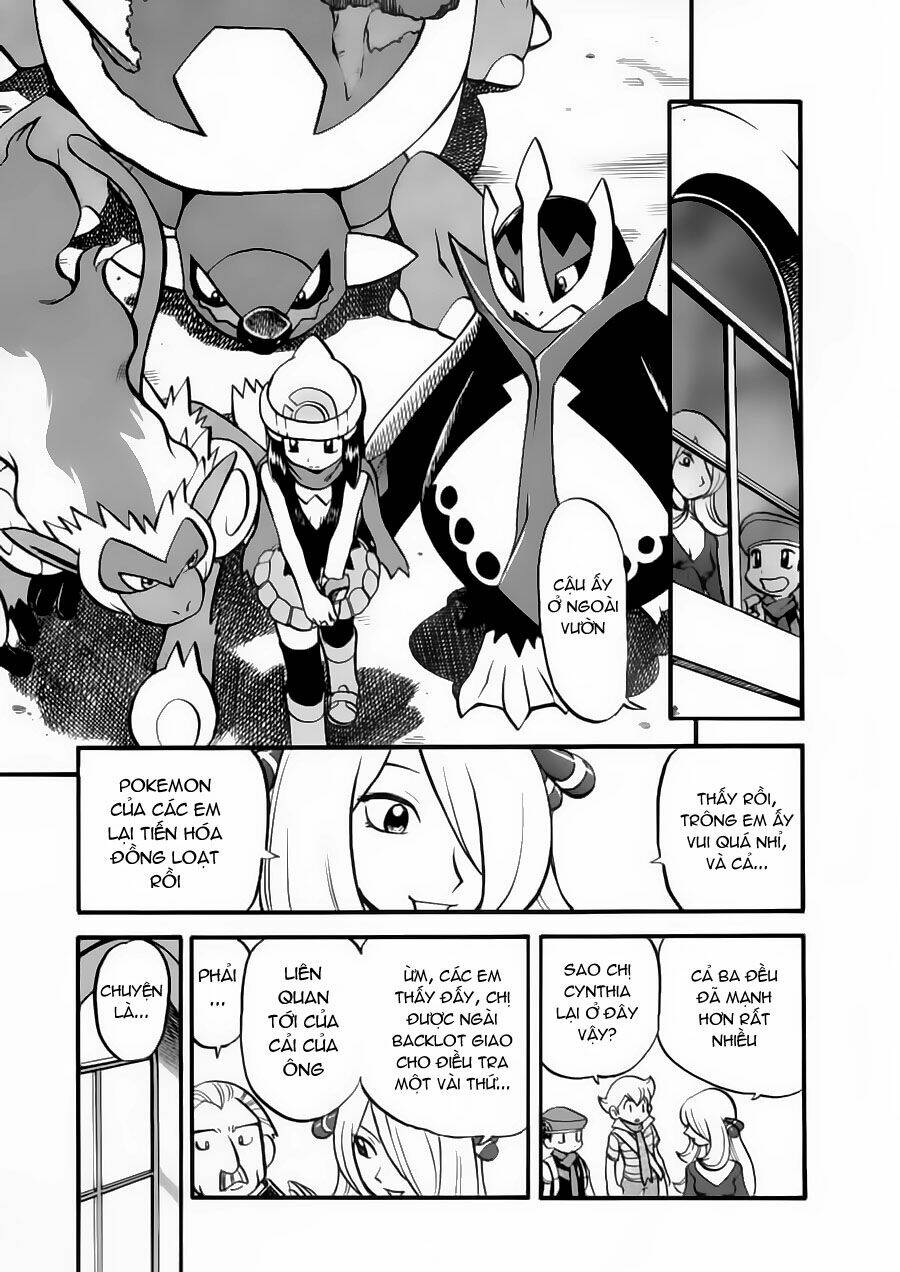 CẬU ẤY
Ở NGOÀI
VƯỜN
THẤY RỒI,
TRÔNG EM ẤY
VUI QUÁ NHỈ,
VÀ CẢ...
POKEMON
CỦA CÁC EM
LẠI TIẾN HÓA
ĐỒNG LOẠT
RỒI
CẢ BA ĐỀU
ĐÃ MẠNH
HƠN RẤT
NHIỀU
SAO CHỊ
CYNTHIA
LẠI Ở ĐÂY
VẬY?
ỪM, CÁC EM
THẤY ĐẤY, CHỊ
ĐƯỢC NGÀI
BACKLOT GIAO
CHO ĐIỀU TRA
MỘT VÀI THỨ...
LIÊN
QUAN
TỚI CỦA
CẢI CỦA
ÔNG
PHẢI
...
CHUYỆN
LÀ...